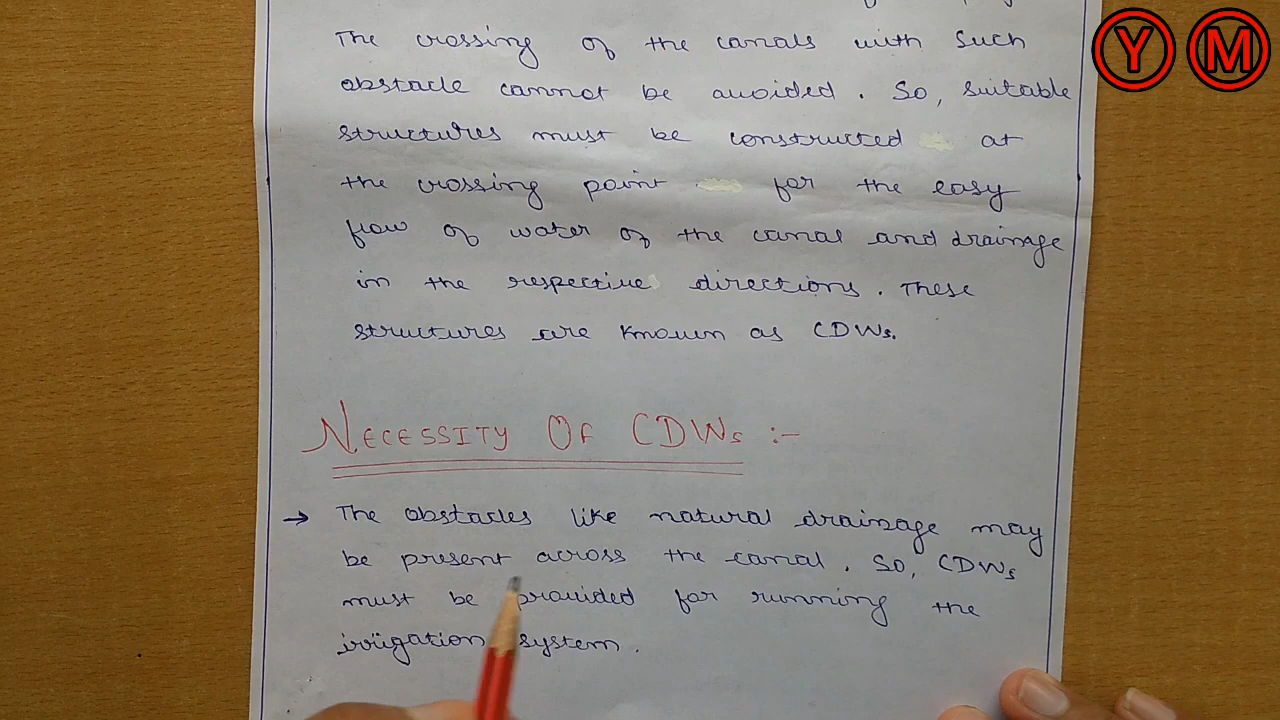 The crossing of the canals with such
obstacle cannot be avoided. So, suitable
structures must be constructed at
the crossing point for the easy
flow of water of the canal and drainage
in the respective directions. These
structures are known as CDWs.
NECESSITY OF CDWs :-
→ The obstacles like natural drainage may
be present across the canal. So, CDWs
must be provided for running the
irrigation system.
Y M